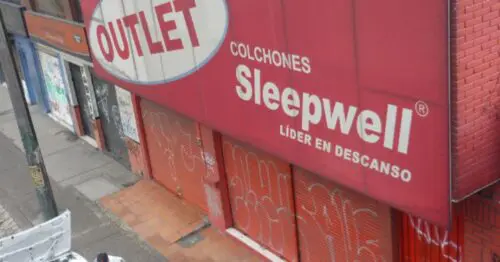 OUTLET
COLCHONES
Sleepwell®
LÍDER EN DESCANSO